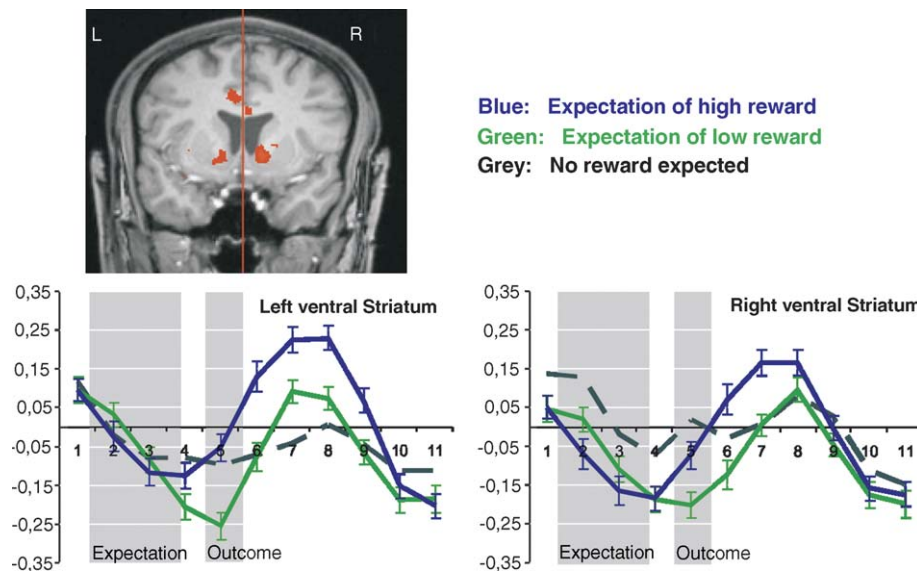 L R
Blue: Expectation of high reward
Green: Expectation of low reward
Grey: No reward expected
Left ventral Striatum
0,35
0,25
0,15
0,05
-0,05
-0,15
-0,25
-0,35
1 2 3 4 5 6 7 8 9 10 11
Expectation Outcome
Right ventral Striatum
0,35
0,25
0,15
0,05
-0,05
-0,15
-0,25
-0,35
1 2 3 4 5 6 7 8 9 10 11
Expectation Outcome